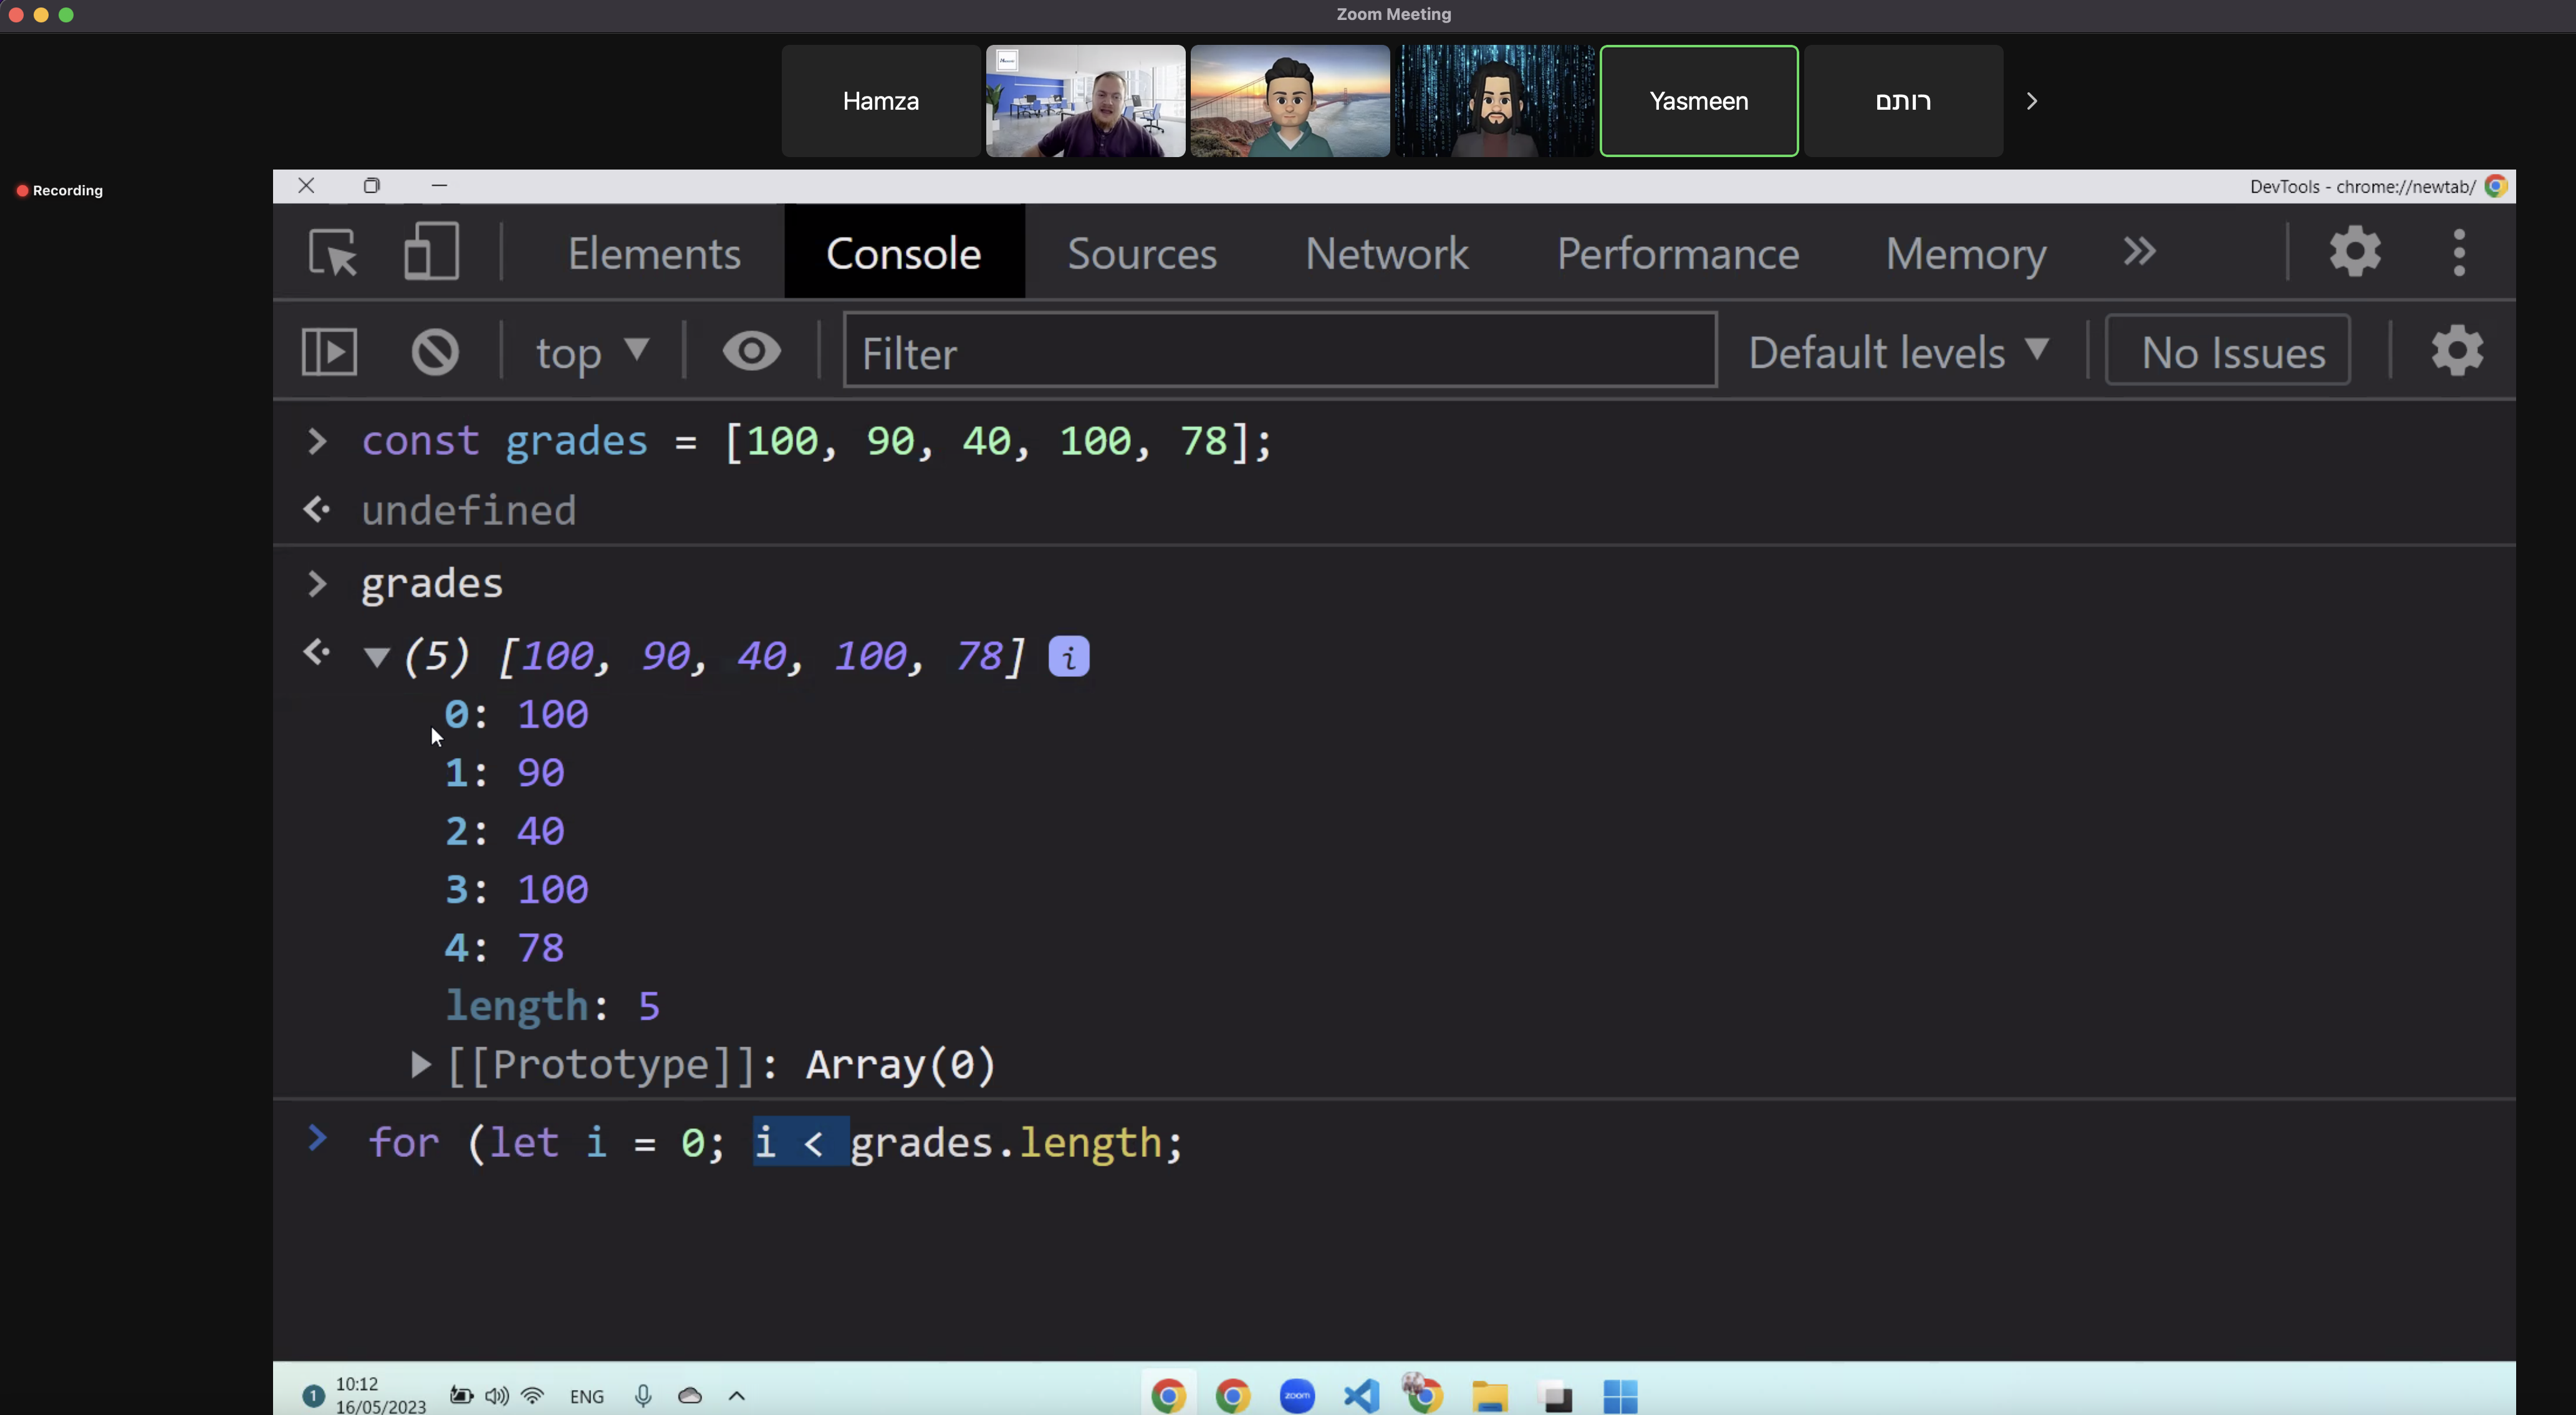 Zoom Meeting
Hamza
Yasmeen
רותם
Recording
DevTools - chrome://newtab/
Elements Console Sources Network Performance Memory
top Filter Default levels No Issues
> const grades = [100, 90, 40, 100, 78];
undefined
> grades
(5) [100, 90, 40, 100, 78] i
0: 100
1: 90
2: 40
3: 100
4: 78
length: 5
[[Prototype]]: Array(0)
> for (let i = 0; i < grades.length;
1 10:12 ENG zoom
16/05/2023